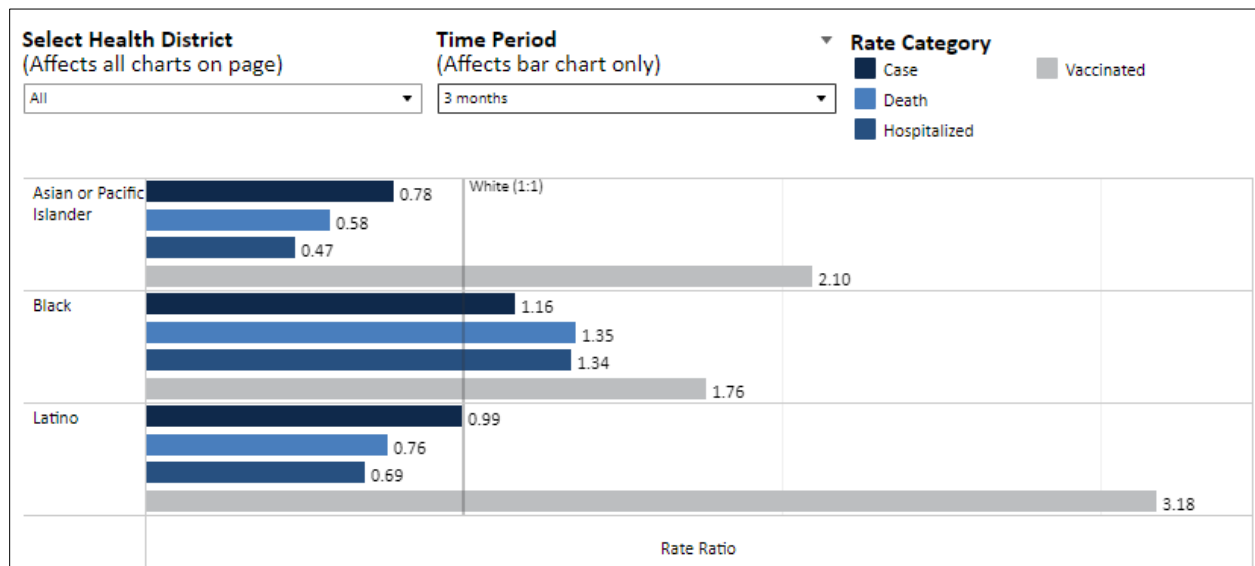 Select Health District
(Affects all charts on page)
All
Time Period
(Affects bar chart only)
3 months
Rate Category
Case
Death
Hospitalized
Vaccinated
White (1:1)
Asian or Pacific
Islander
0.78
0.58
0.47
2.10
Black
1.16
1.35
1.34
1.76
Latino
0.99
0.76
0.69
3.18
Rate Ratio